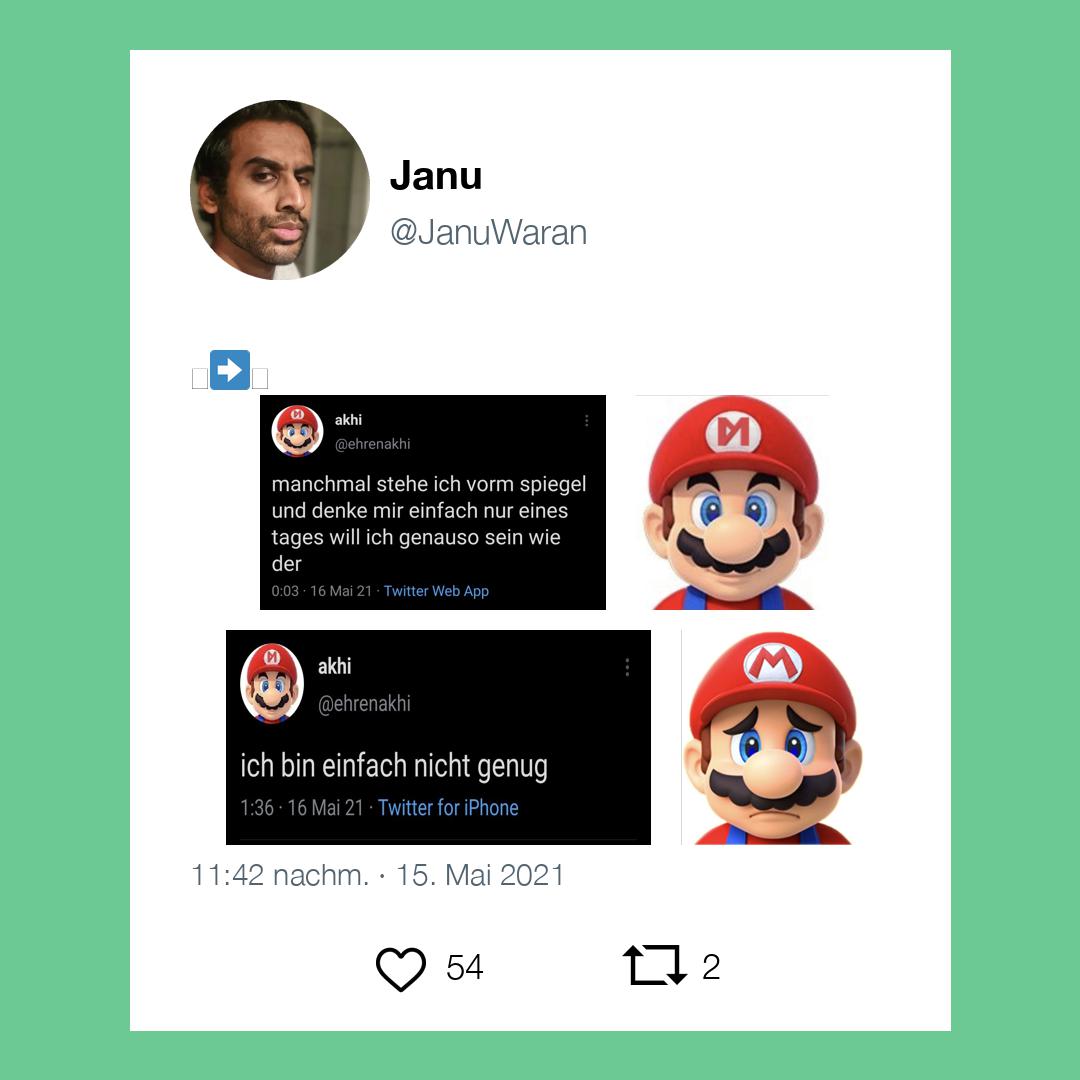 Janu
@JanuWaran
➡️
akhi
@ehrenakhi
manchmal stehe ich vorm spiegel
und denke mir einfach nur eines
tages will ich genauso sein wie
der
0:03 · 16 Mai 21 · Twitter Web App
akhi
@ehrenakhi
ich bin einfach nicht genug
1:36 · 16 Mai 21 · Twitter for iPhone
M
11:42 nachm. · 15. Mai 2021
54
2